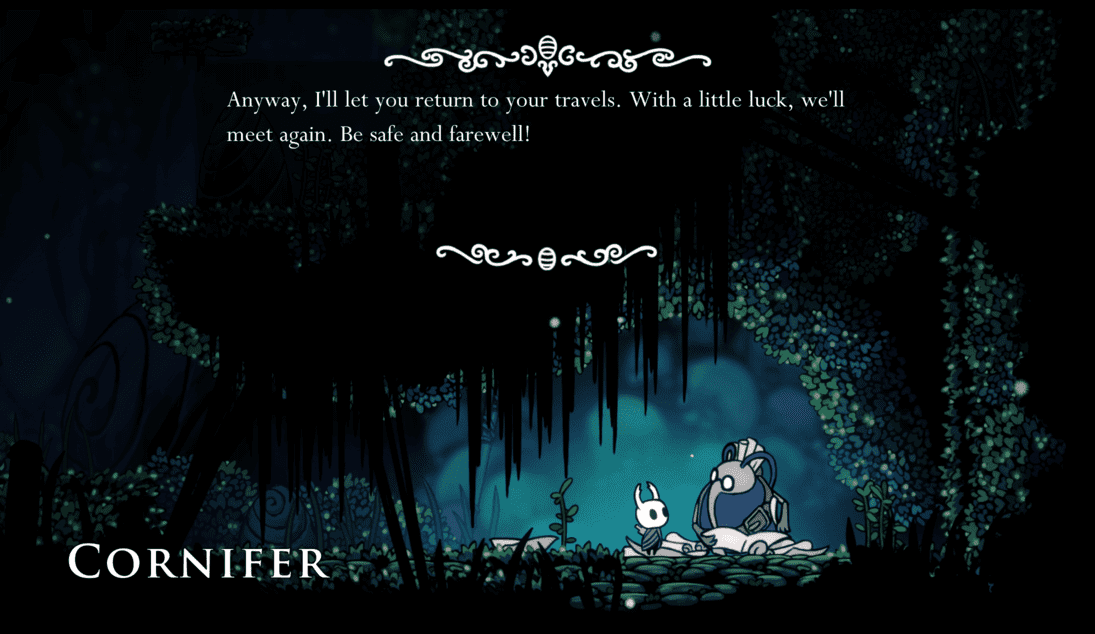 Anyway, I'll let you return to your travels. With a little luck, we'll
meet again. Be safe and farewell!
CORNIFER